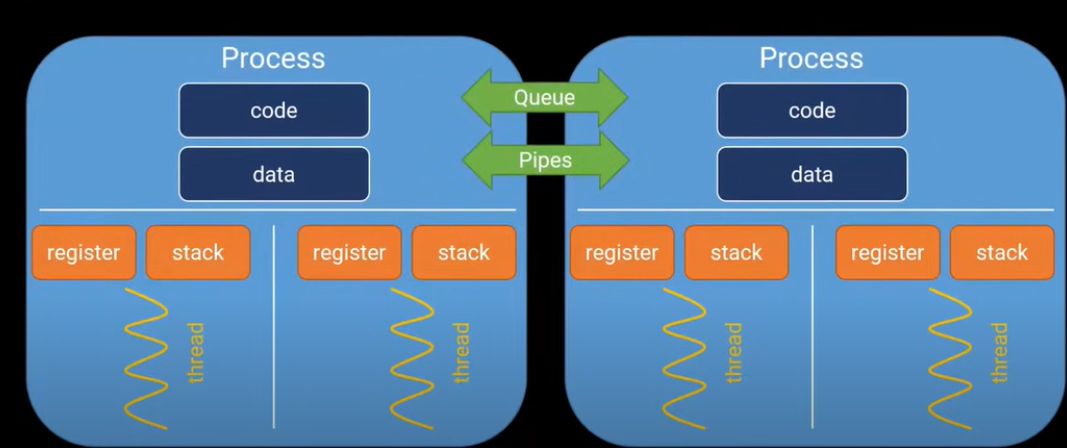 Process
code
data
register
stack
register
stack
thread
thread
Queue
Pipes
Process
code
data
register
stack
register
stack
thread
thread